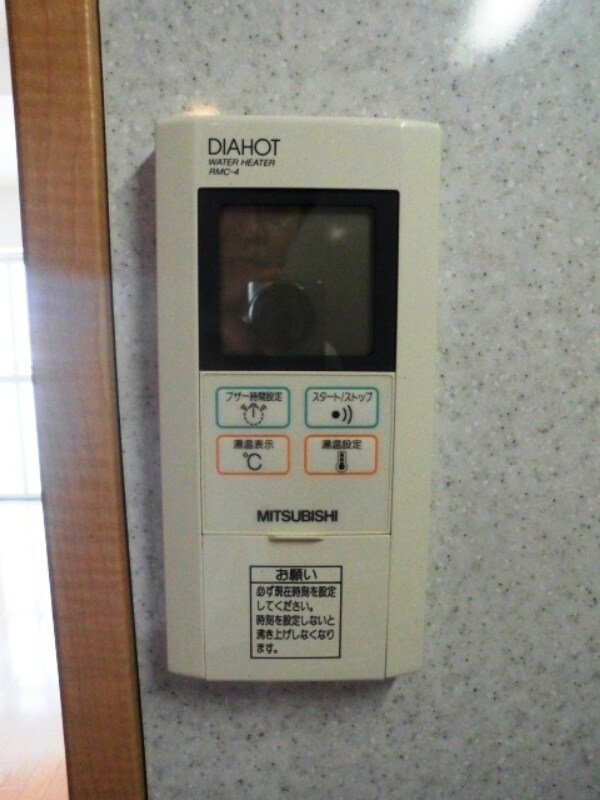 DIAHOT
WATER HEATER
RMC-4
ブザー時間設定
スタート/ストップ
湯温表示
湯温設定
℃
MITSUBISHI
お願い
必ず現在時刻を設定
してください。
時刻を設定しないと
沸き上げしなくなり
ます。